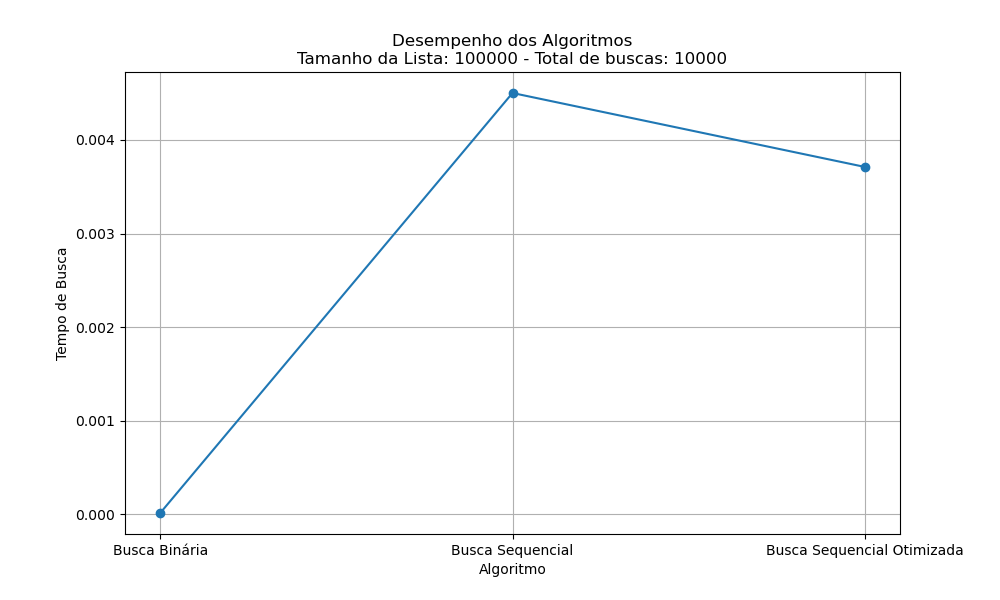 Desempenho dos Algoritmos
Tamanho da Lista: 100000 - Total de buscas: 10000
Tempo de Busca
0.004
0.003
0.002
0.001
0.000
Busca Binária
Busca Sequencial
Busca Sequencial Otimizada
Algoritmo